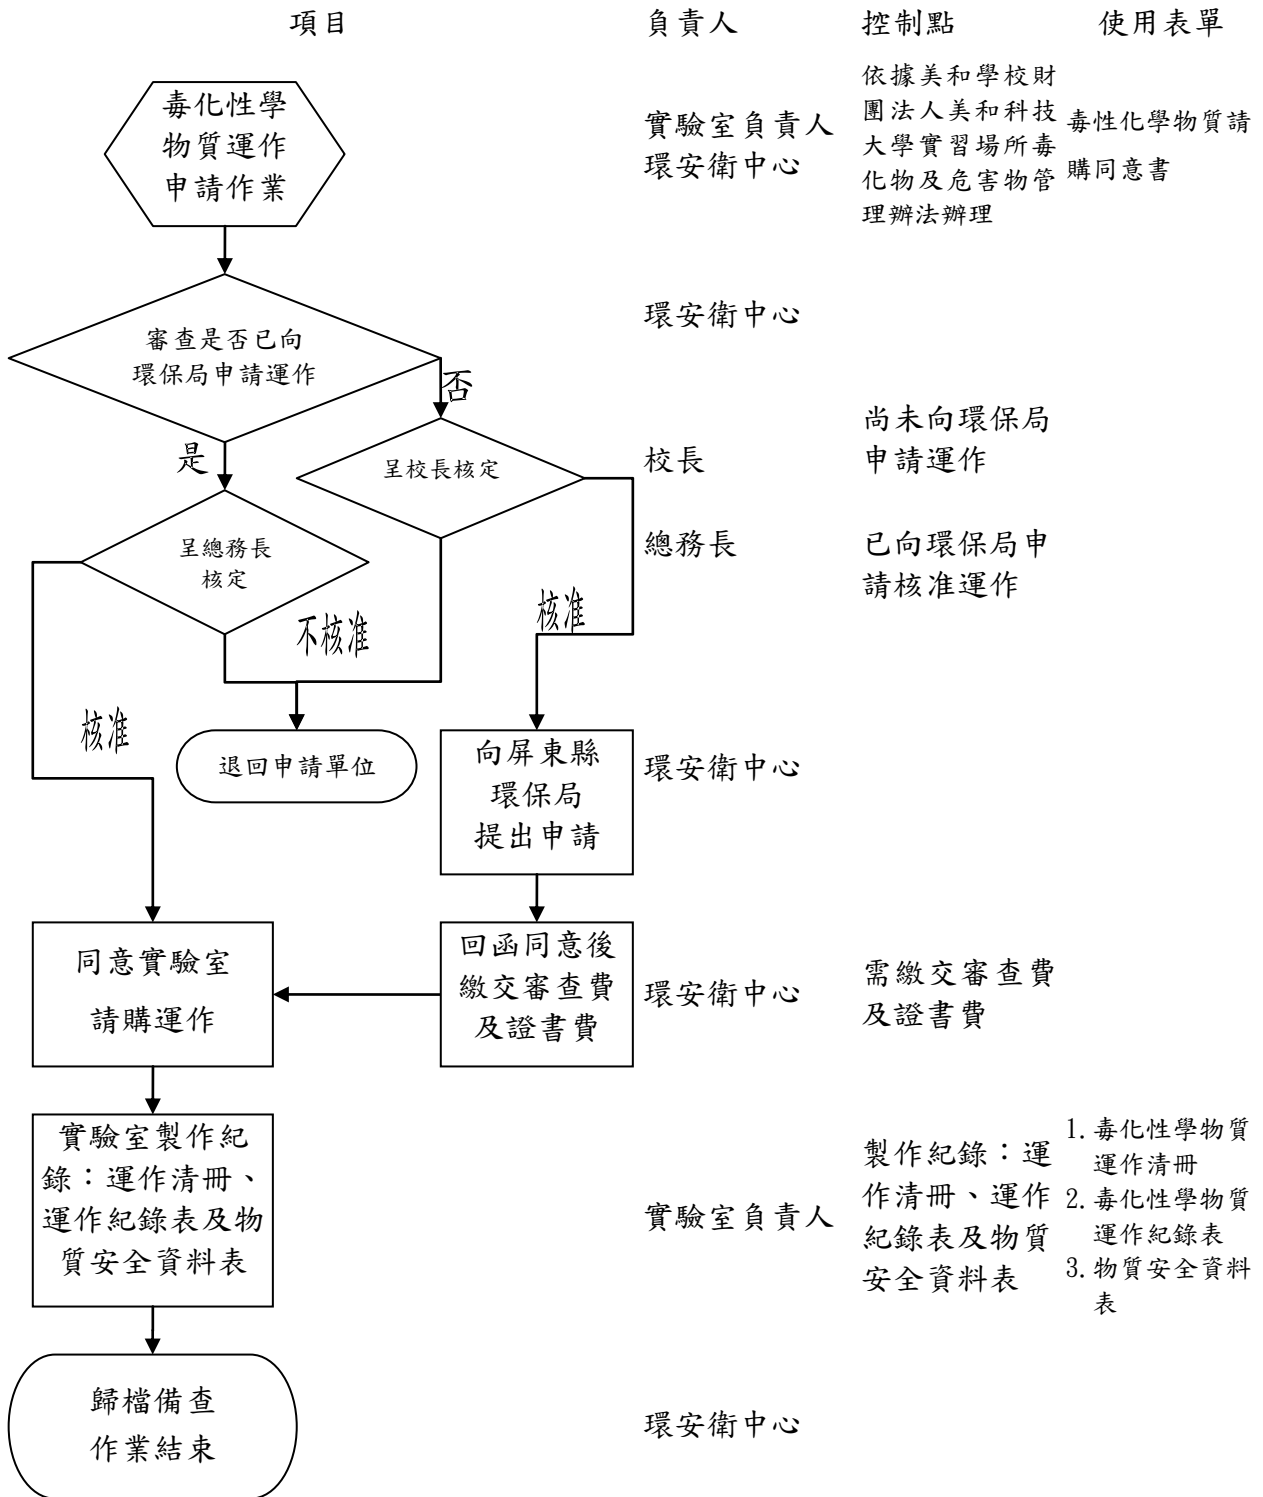 項目
負責人
控制點
使用表單
毒化性學
物質運作
申請作業
實驗室負責人
環安衛中心
依據美和學校財
團法人美和科技
大學實習場所毒
化物及危害物管
理辦法辦理
毒性化學物質請
購同意書
審查是否已向
環保局申請運作
環安衛中心
否
是
呈校長核定
校長
尚未向環保局
申請運作
呈總務長
核定
總務長
已向環保局申
請核准運作
不核准
核准
核准
退回申請單位
向屏東縣
環保局
提出申請
環安衛中心
同意實驗室
請購運作
回函同意後
繳交審查費
及證書費
環安衛中心
需繳交審查費
及證書費
實驗室製作紀
錄：運作清冊、
運作紀錄表及物
質安全資料表
實驗室負責人
製作紀錄：運
作清冊、運作
紀錄表及物質
安全資料表
1. 毒化性學物質
運作清冊
2. 毒化性學物質
運作紀錄表
3. 物質安全資料
表
歸檔備查
作業結束
環安衛中心